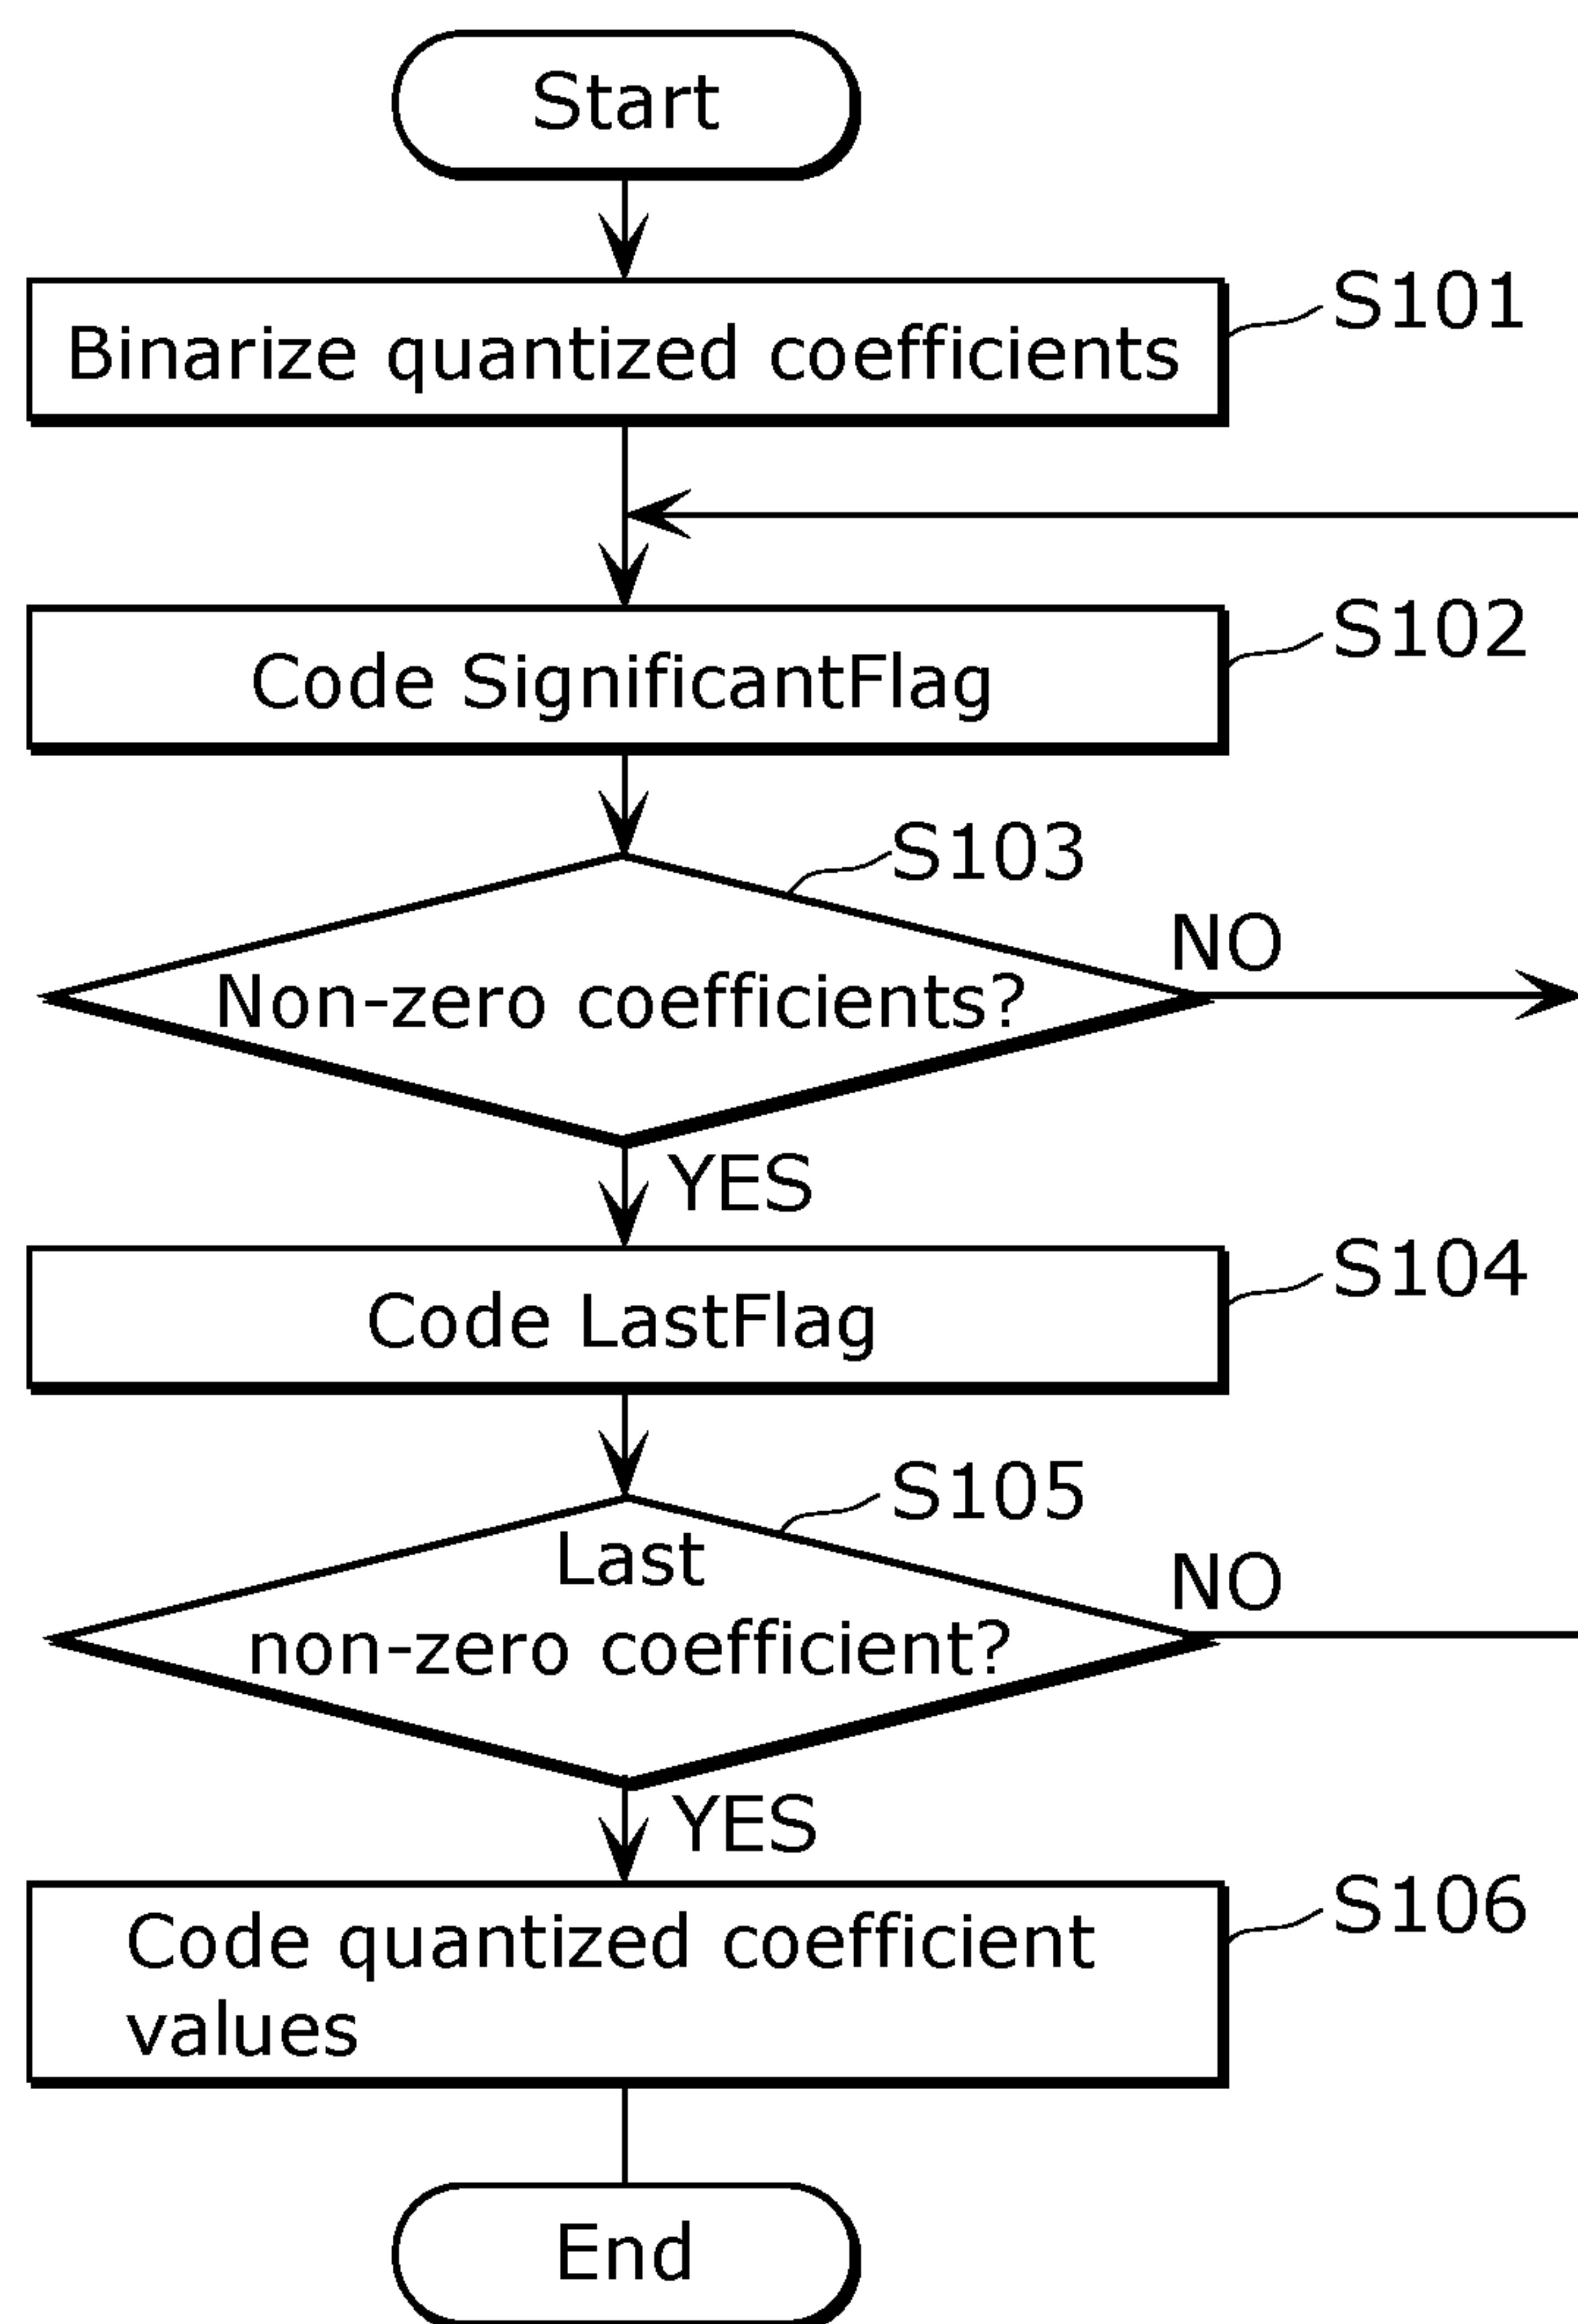 Start
Binarize quantized coefficients
S101
Code SignificantFlag
S102
S103
Non-zero coefficients?
NO
YES
Code LastFlag
S104
S105
Last
non-zero coefficient?
NO
YES
Code quantized coefficient
values
S106
End